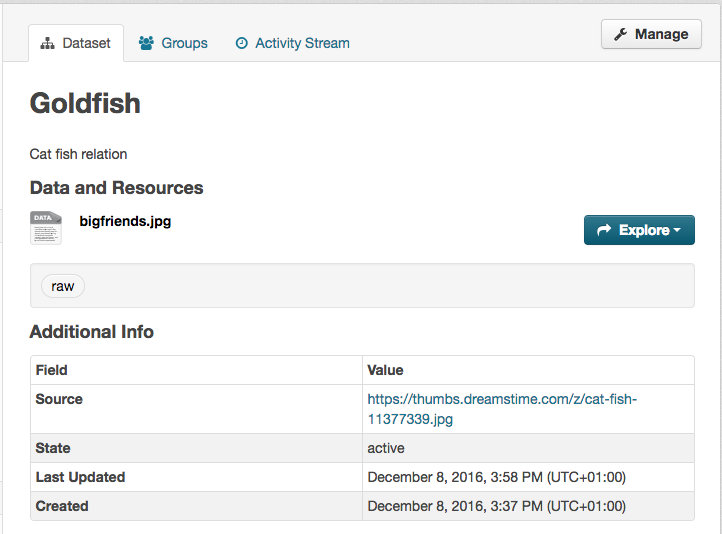 Dataset Groups Activity Stream Manage
Goldfish
Cat fish relation
Data and Resources
DATA bigfriends.jpg Explore
raw
Additional Info
Field Value
Source https://thumbs.dreamstime.com/z/cat-fish-
11377339.jpg
State active
Last Updated December 8, 2016, 3:58 PM (UTC+01:00)
Created December 8, 2016, 3:37 PM (UTC+01:00)